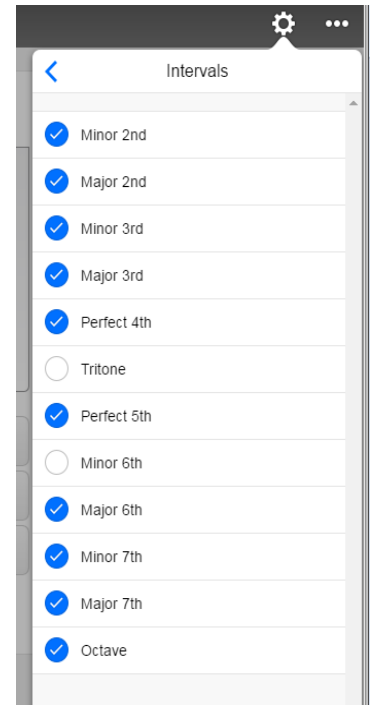 Intervals
Minor 2nd
Major 2nd
Minor 3rd
Major 3rd
Perfect 4th
Tritone
Perfect 5th
Minor 6th
Major 6th
Minor 7th
Major 7th
Octave